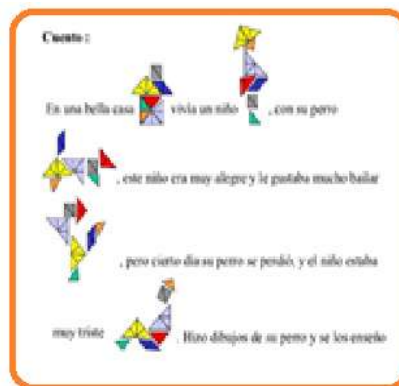 Cuento :
En una bella casa vivía un niño , con su perro
, este niño era muy alegre y le gustaba mucho bailar
, pero cierto día su perro se perdió, y el niño estaba
muy triste . Hizo dibujos de su perro y se los enseño